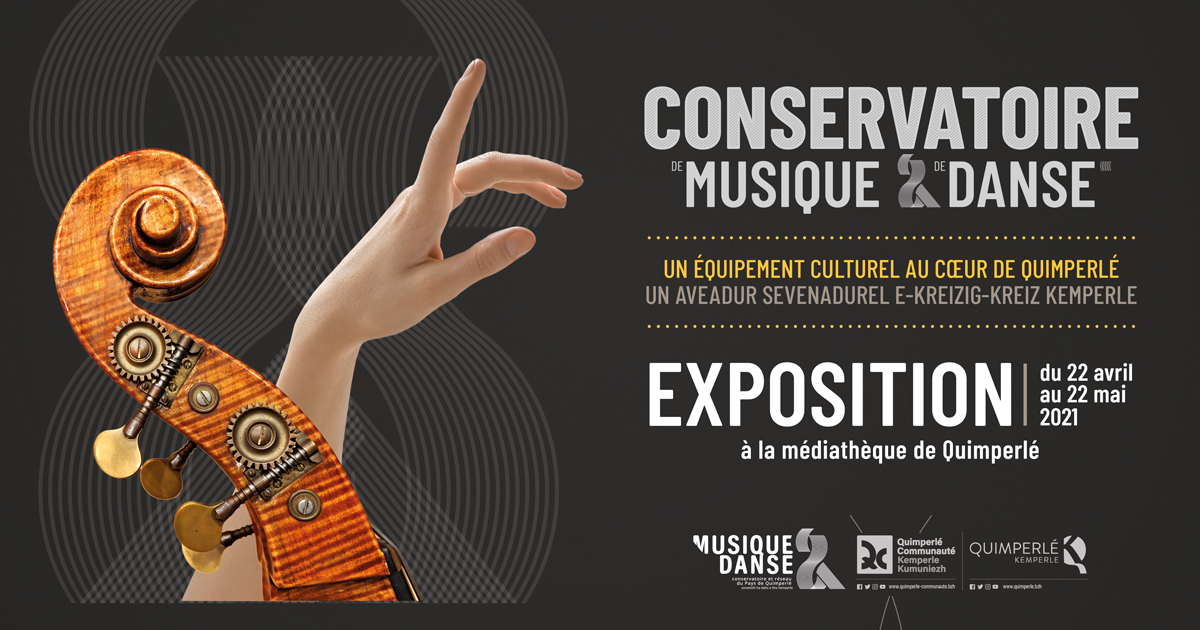 CONSERVATOIRE
DE MUSIQUE & DE DANSE
UN ÉQUIPEMENT CULTUREL AU CŒUR DE QUIMPERLÉ
UN AVEADUR SEVENADUREL E-KREIZIG-KREIZ KEMPERLE
EXPOSITION
du 22 avril
au 22 mai
2021
à la médiathèque de Quimperlé
MUSIQUE
DANSE
conservatoire et réseau
du Pays de Quimperlé
Quimperlé
Communauté
Kemperle
Kumuniezh
www.quimperle-communaute.bzh
QUIMPERLÉ
KEMPERLE
www.quimperle.bzh